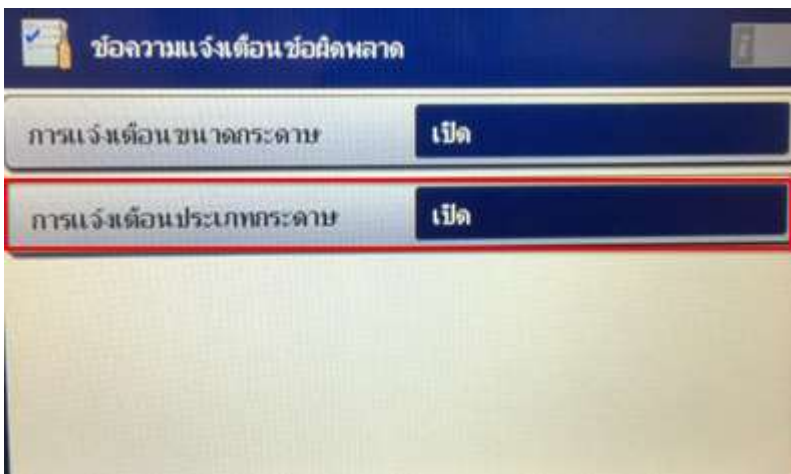 ข้อความแจ้งเตือนข้อผิดพลาด
การแจ้งเตือนขนาดกระดาษ เปิด
การแจ้งเตือนประเภทกระดาษ เปิด